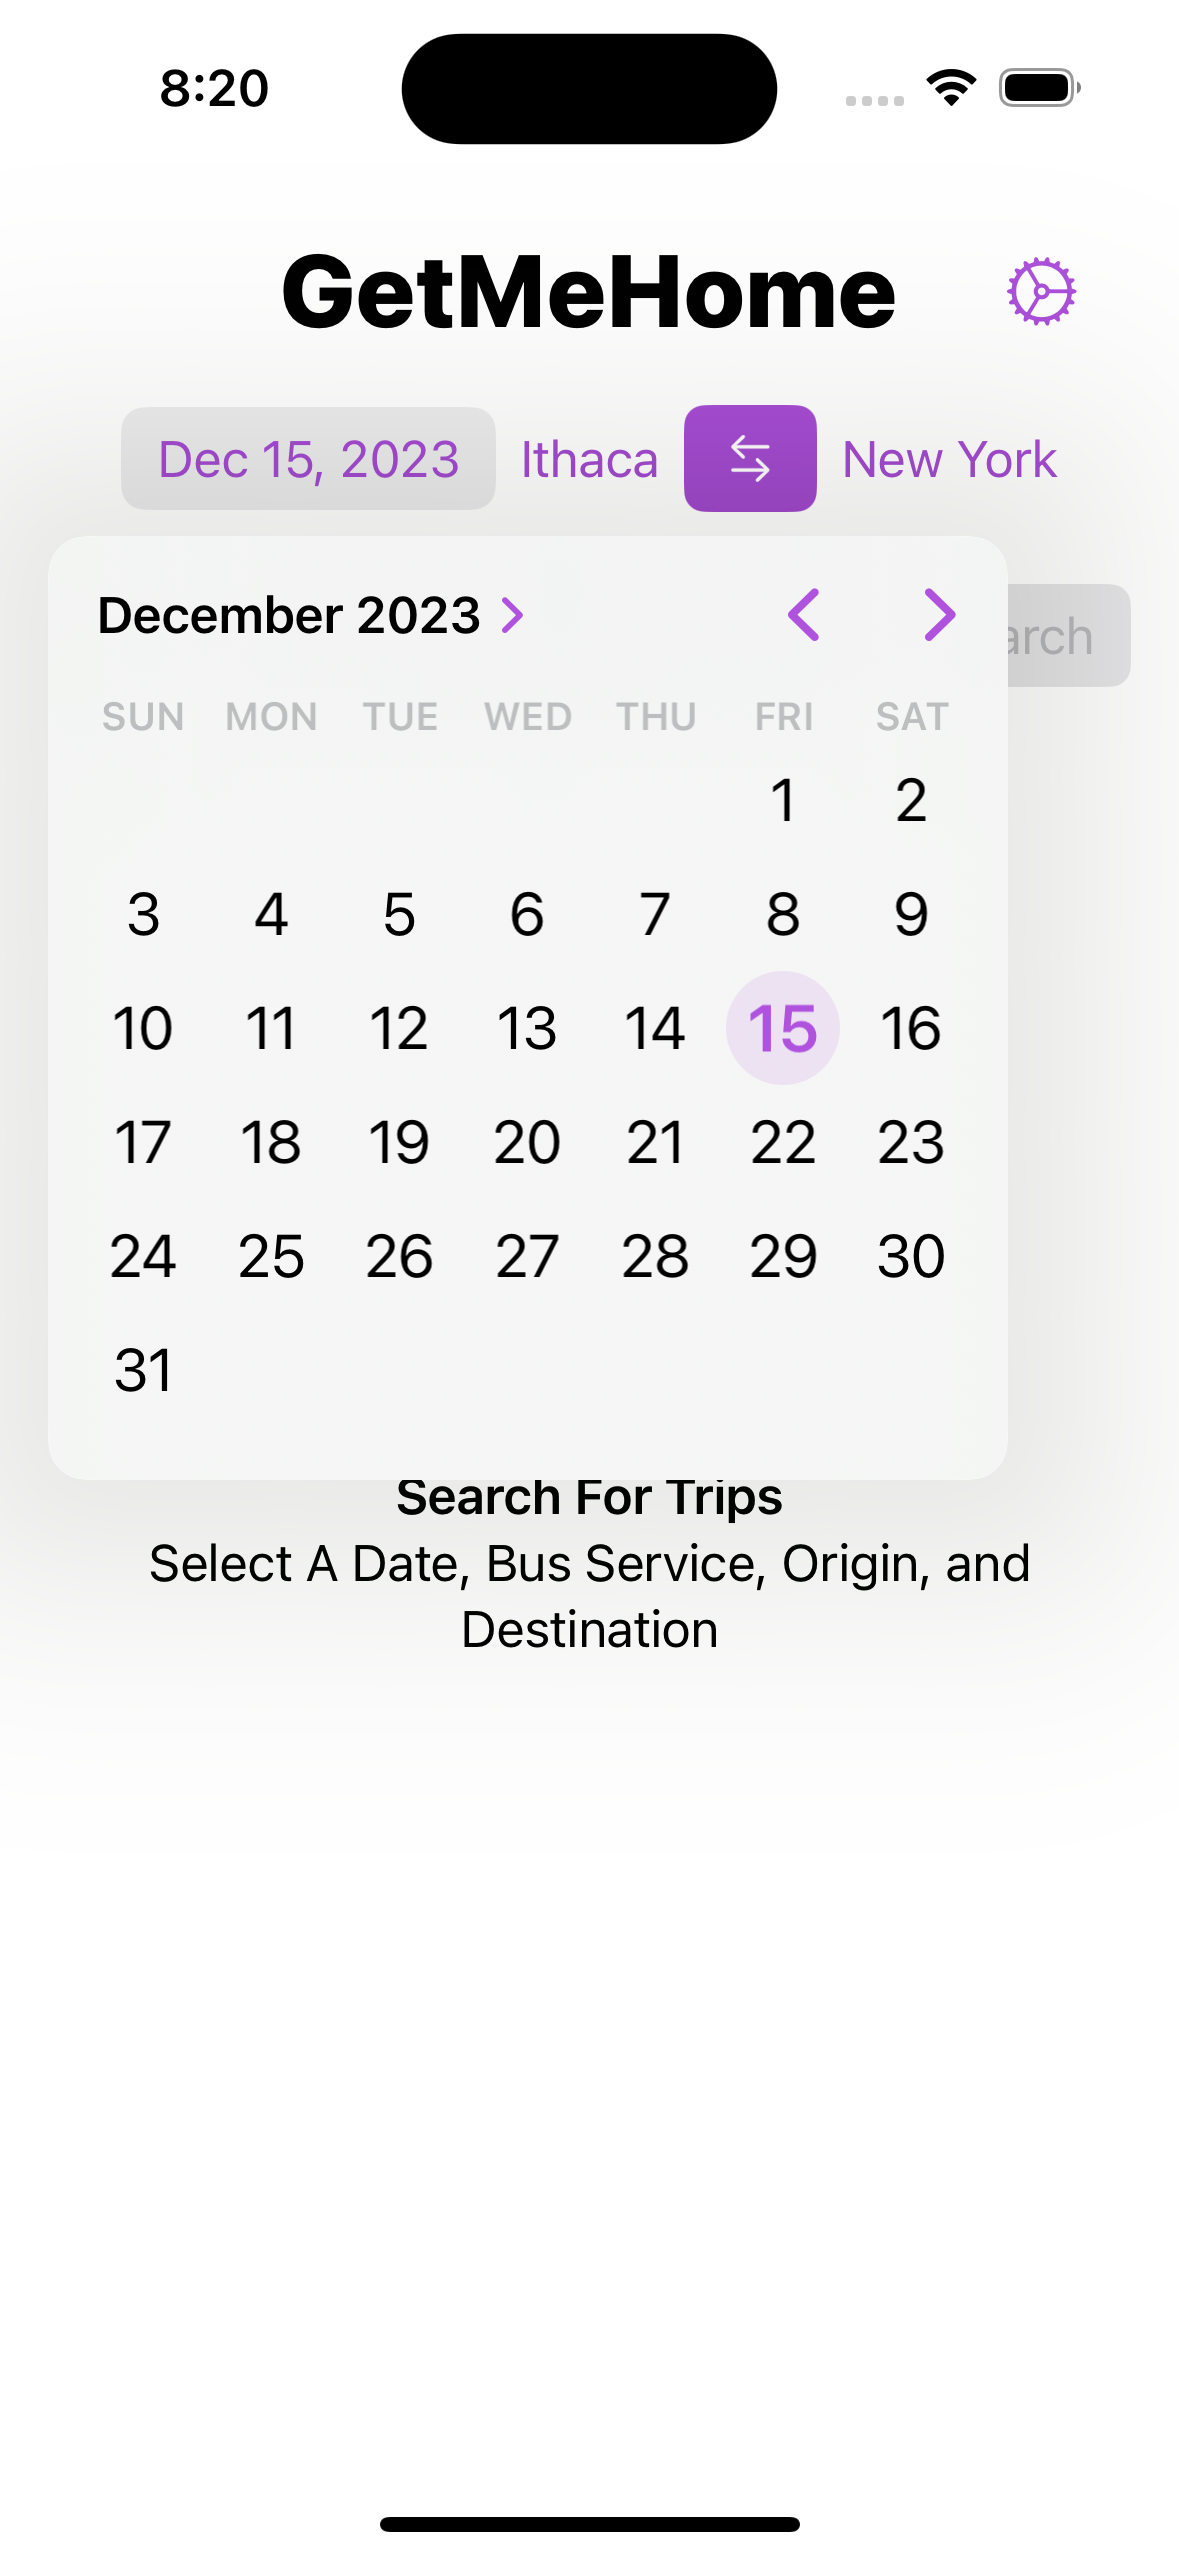 8:20
GetMeHome
Dec 15, 2023 Ithaca New York
December 2023
arch
SUN MON TUE WED THU FRI SAT
1 2
3 4 5 6 7 8 9
10 11 12 13 14 15 16
17 18 19 20 21 22 23
24 25 26 27 28 29 30
31
Search For Trips
Select A Date, Bus Service, Origin, and
Destination